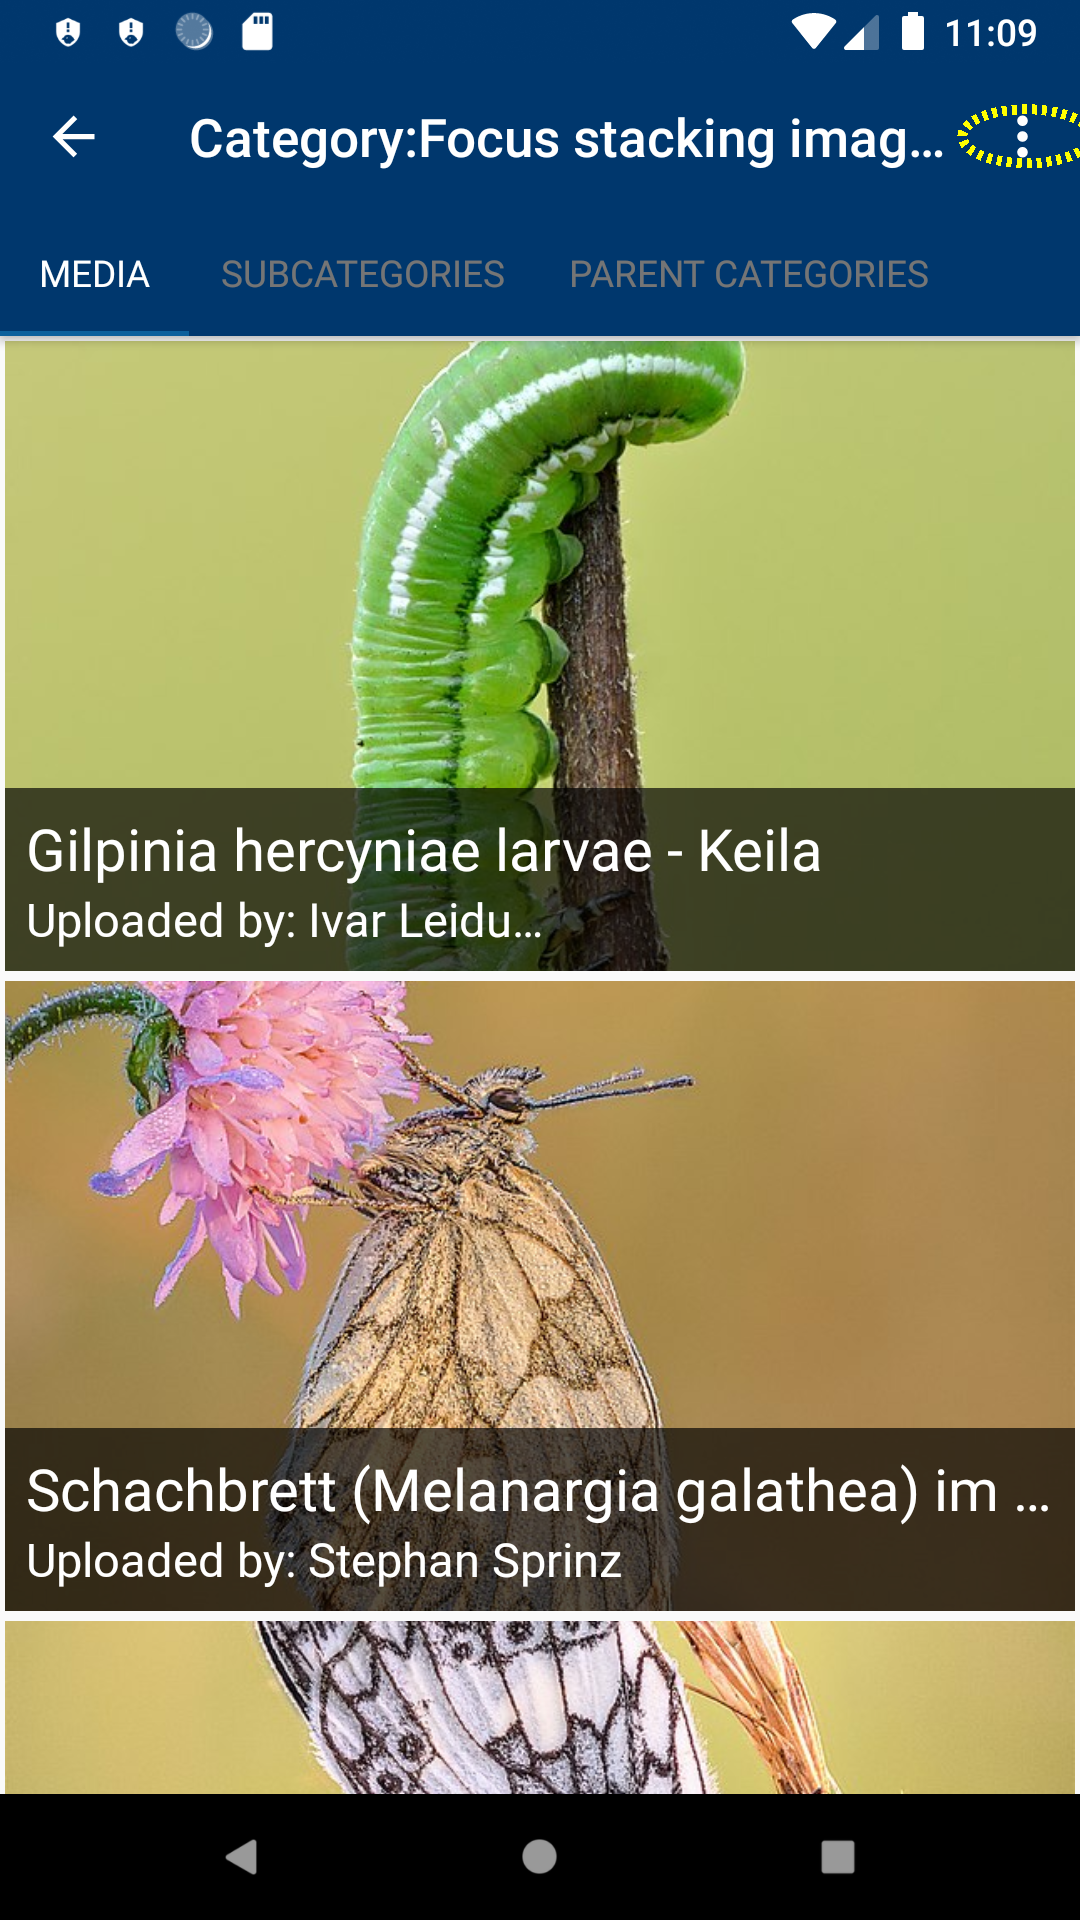 11:09
Category:Focus stacking imag...
MEDIA SUBCATEGORIES PARENT CATEGORIES
Gilpinia hercyniae larvae - Keila
Uploaded by: Ivar Leidu...
Schachbrett (Melanargia galathea) im ...
Uploaded by: Stephan Sprinz